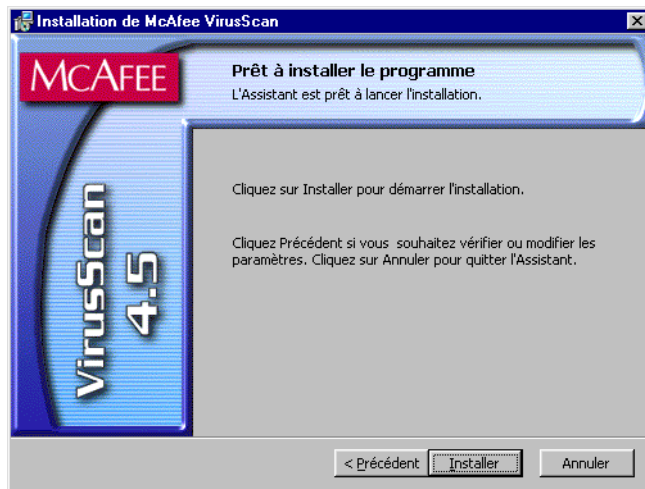 Installation de McAfee VirusScan
McAFEE
Prêt à installer le programme
L'Assistant est prêt à lancer l'installation.
VirusScan
4.5
Cliquez sur Installer pour démarrer l'installation.
Cliquez Précédent si vous souhaitez vérifier ou modifier les
paramètres. Cliquez sur Annuler pour quitter l'Assistant.
< Précédent
Installer
Annuler